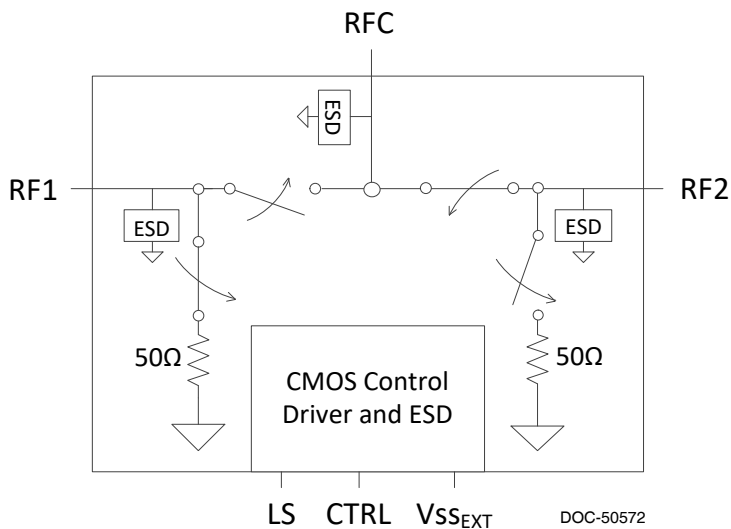 RFC
ESD
RF1
RF2
ESD
ESD
50Ω
50Ω
CMOS Control
Driver and ESD
LS CTRL VssEXT
DOC-50572